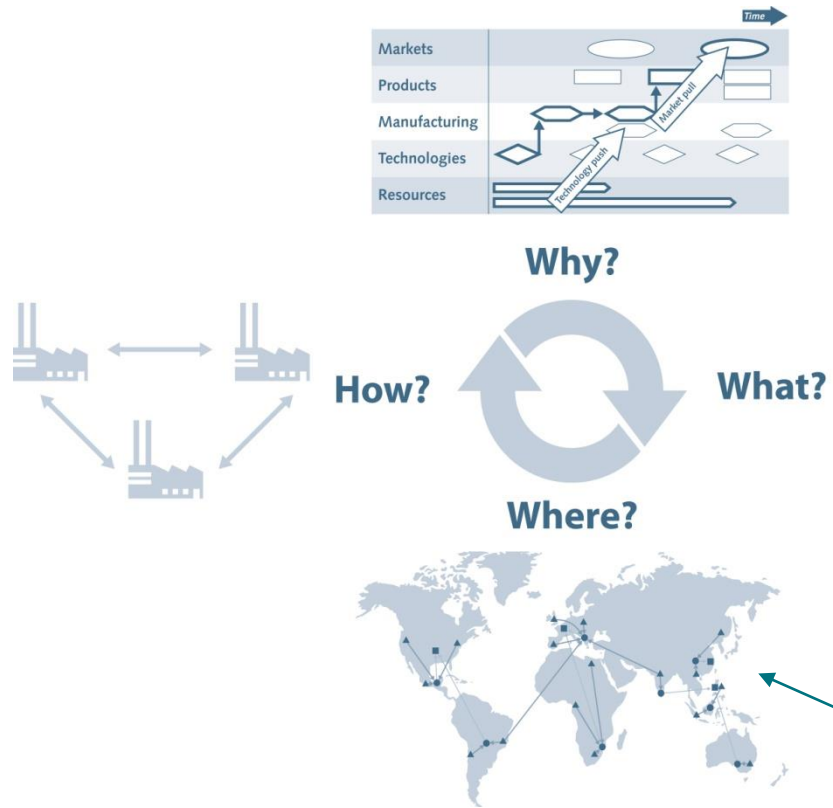 Time
Markets
Products
Manufacturing
Technologies
Resources
Technology push
Market pull
Why?
How?
What?
Where?